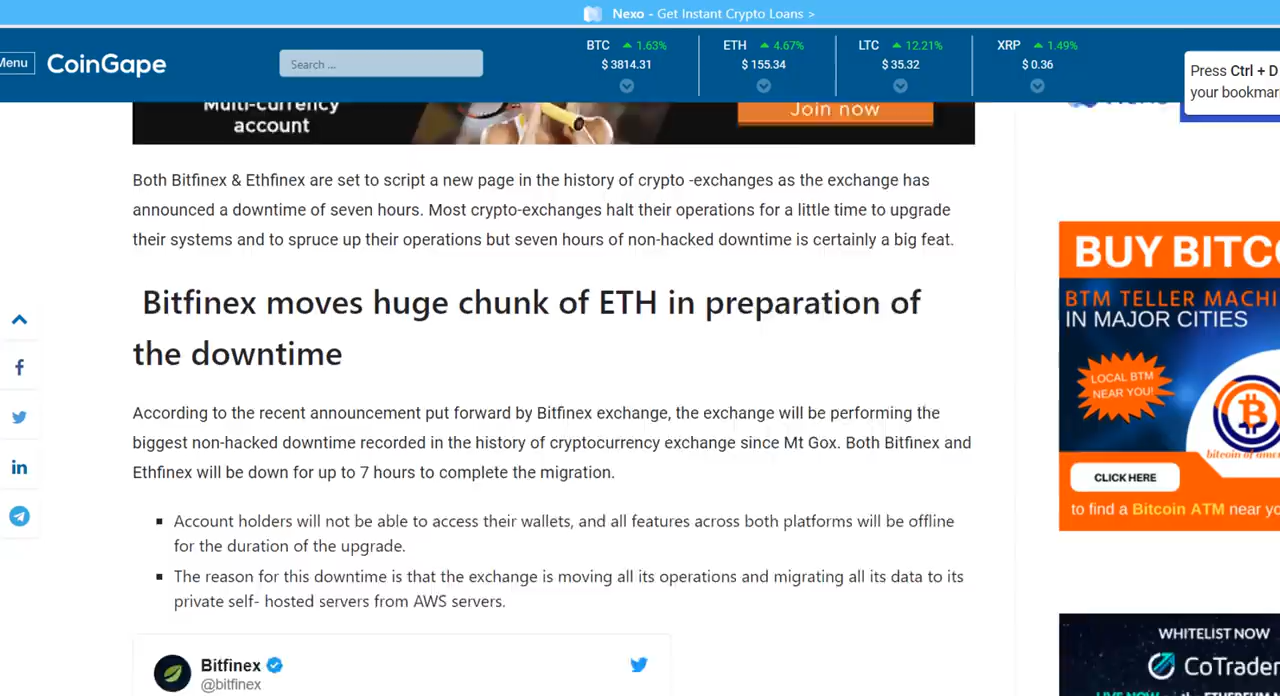 Nexo - Get Instant Crypto Loans >
Menu
CoinGape
Search ...
BTC 1.63%
$ 3814.31
ETH 4.67%
$ 155.34
LTC 12.21%
$ 35.32
XRP 1.49%
$ 0.36
Press Ctrl + D
your bookmar
Multi-currency
account
Join now
Both Bitfinex & Ethfinex are set to script a new page in the history of crypto -exchanges as the exchange has
announced a downtime of seven hours. Most crypto-exchanges halt their operations for a little time to upgrade
their systems and to spruce up their operations but seven hours of non-hacked downtime is certainly a big feat.
Bitfinex moves huge chunk of ETH in preparation of
the downtime
According to the recent announcement put forward by Bitfinex exchange, the exchange will be performing the
biggest non-hacked downtime recorded in the history of cryptocurrency exchange since Mt Gox. Both Bitfinex and
Ethfinex will be down for up to 7 hours to complete the migration.
Account holders will not be able to access their wallets, and all features across both platforms will be offline
for the duration of the upgrade.
The reason for this downtime is that the exchange is moving all its operations and migrating all its data to its
private self- hosted servers from AWS servers.
Bitfinex
@bitfinex
BUY BITCO
BTM TELLER MACHI
IN MAJOR CITIES
LOCAL BTM
NEAR YOU!
bitcoin of amer
CLICK HERE
to find a Bitcoin ATM near yo
WHITELIST NOW
CoTrader